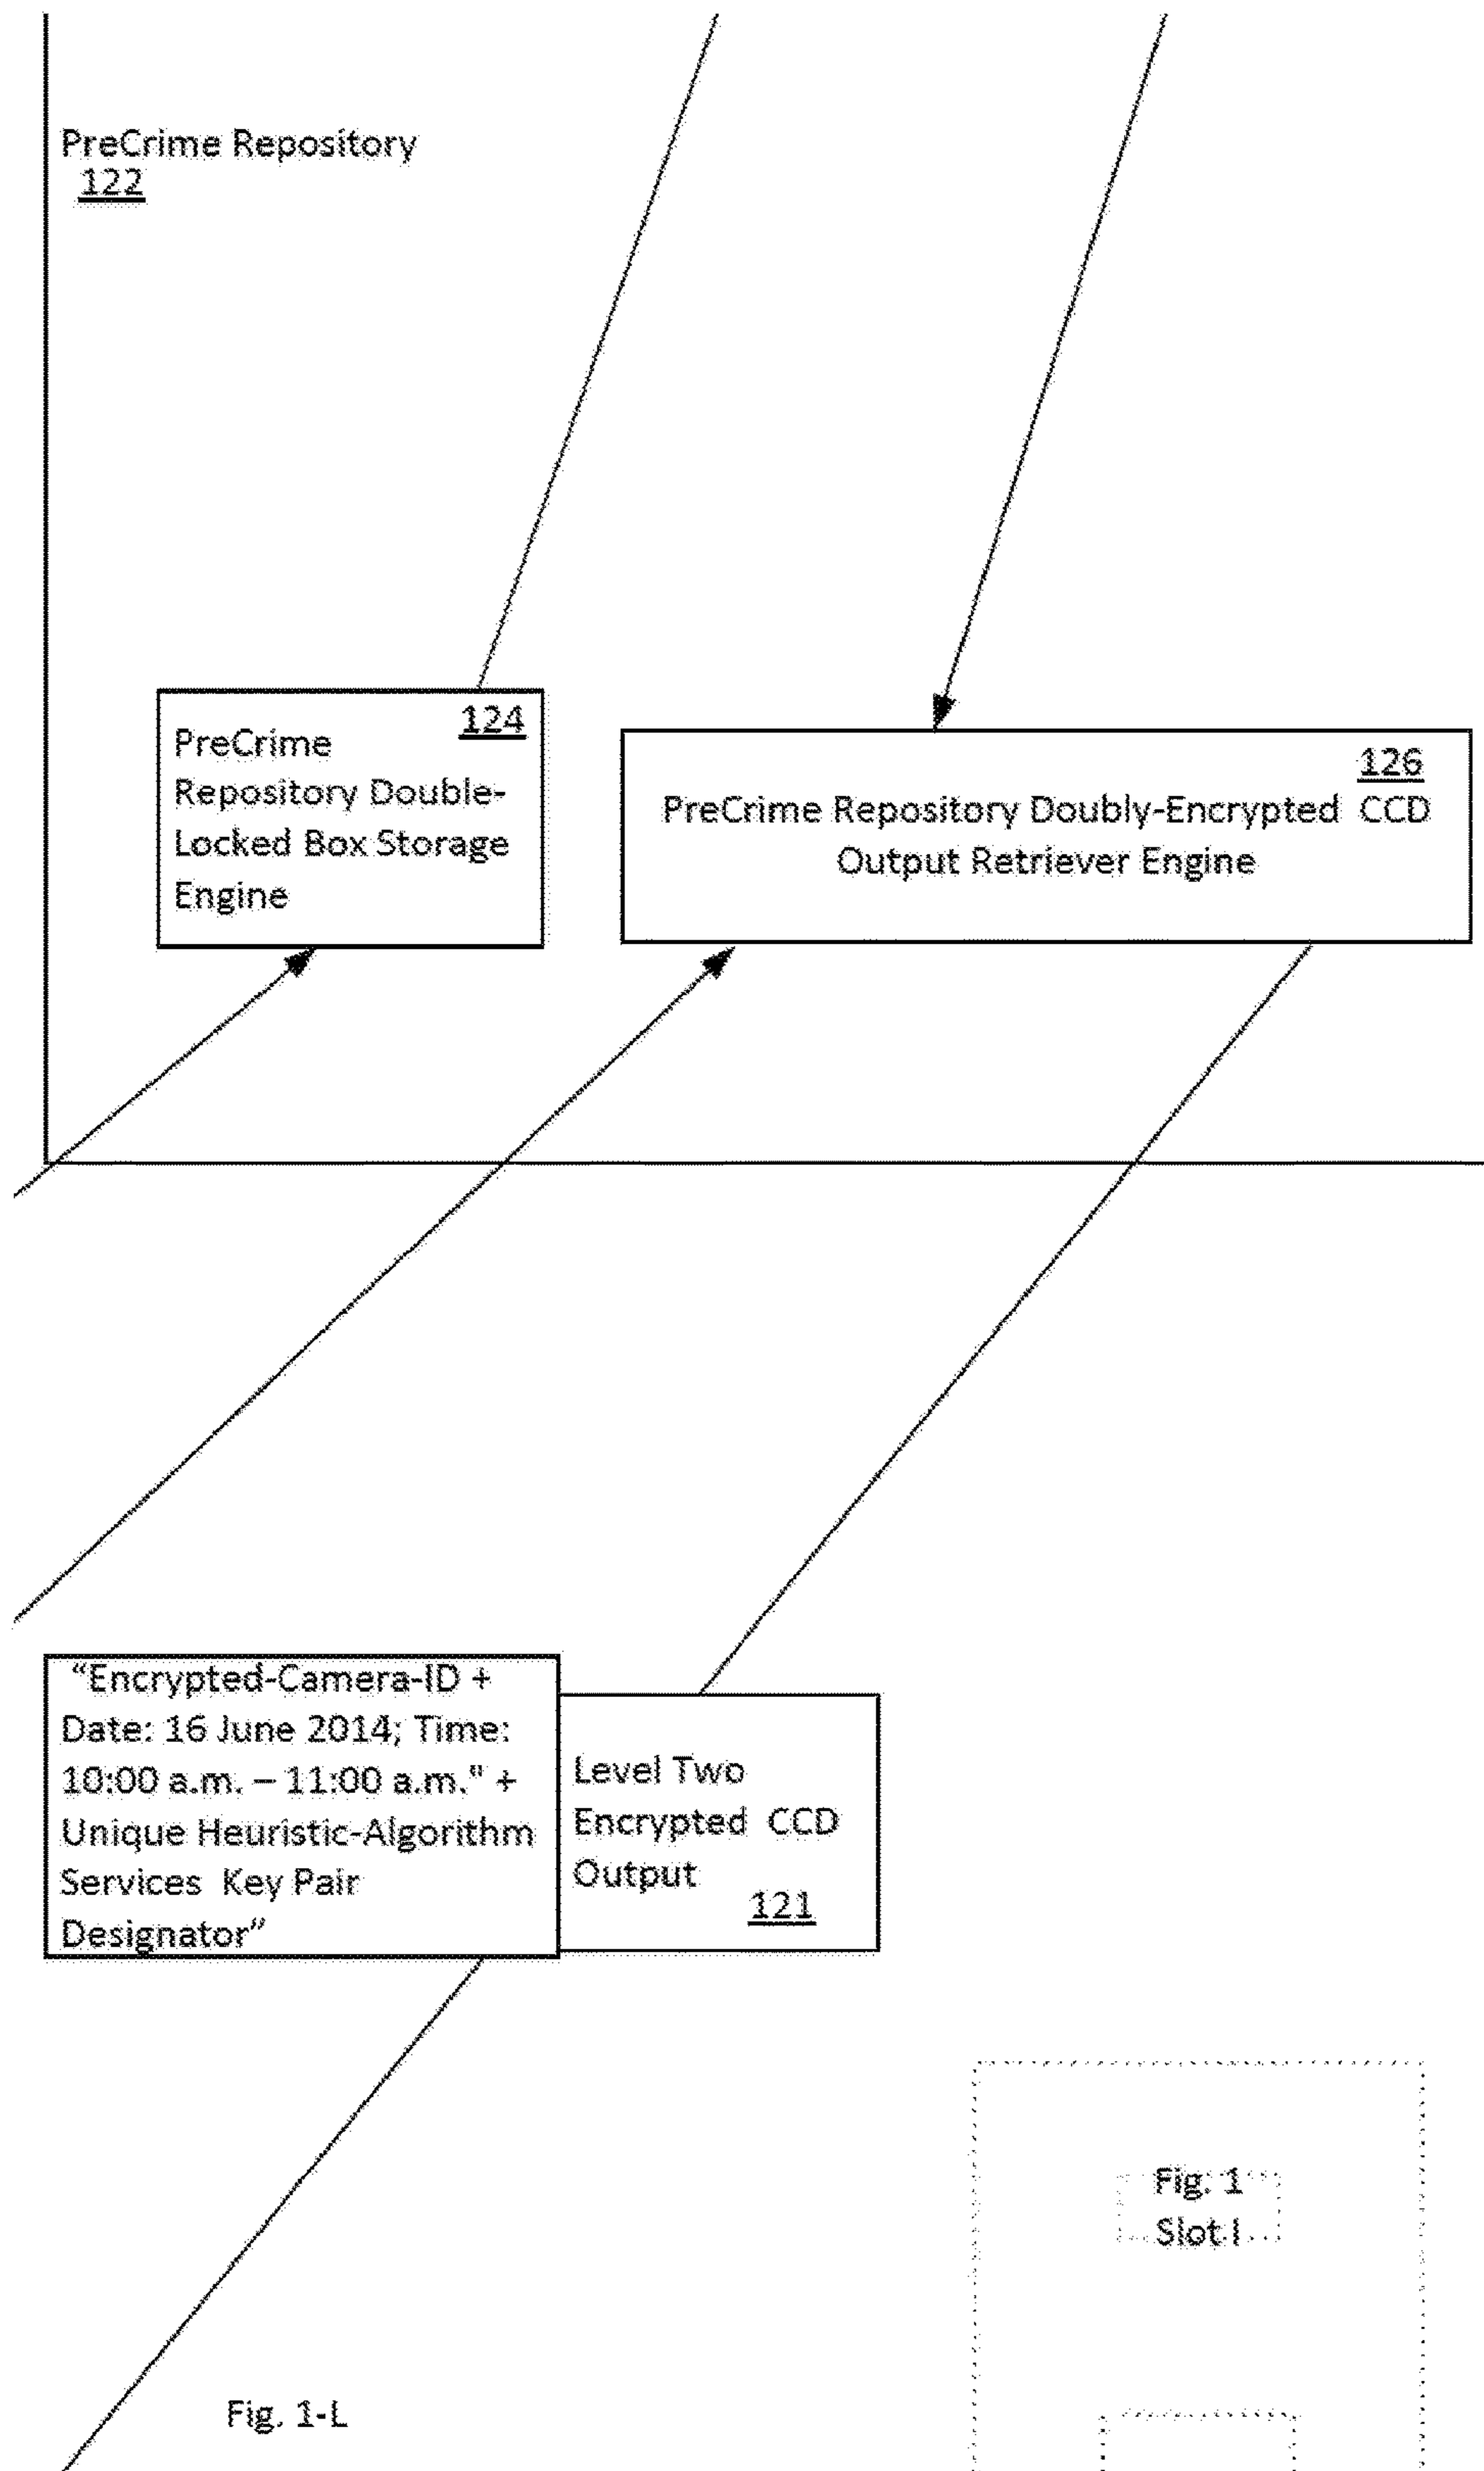 PreCrime Repository
122
124
PreCrime
Repository Double-
Locked Box Storage
Engine
126
PreCrime Repository Doubly-Encrypted CCD
Output Retriever Engine
“Encrypted-Camera-ID +
Date: 16 June 2014; Time:
10:00 a.m. – 11:00 a.m." +
Unique Heuristic-Algorithm
Services Key Pair
Designator”
Level Two
Encrypted CCD
Output
121
Fig. 1
Slot I
Fig. 1-L